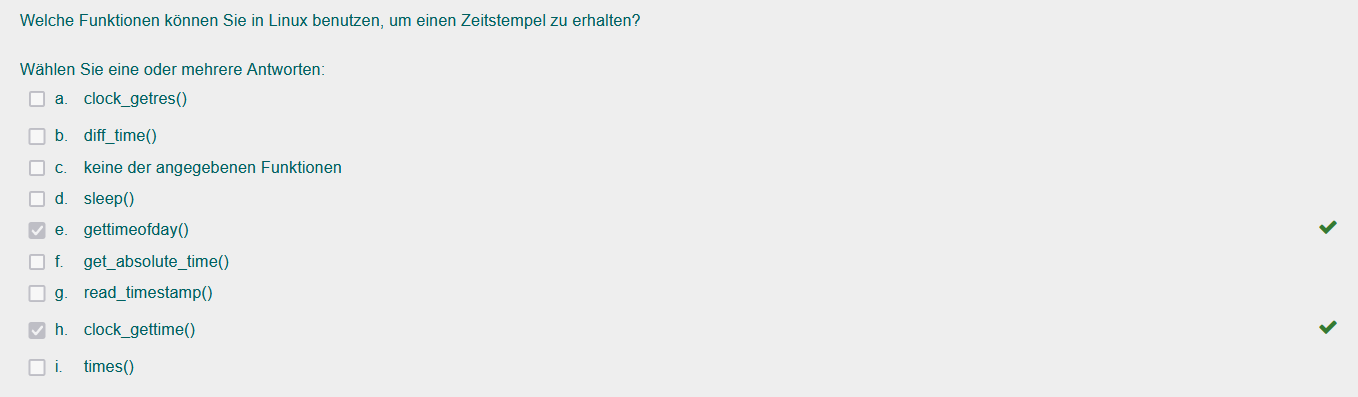 Welche Funktionen können Sie in Linux benutzen, um einen Zeitstempel zu erhalten?
Wählen Sie eine oder mehrere Antworten:
a. clock_getres()
b. diff_time()
c. keine der angegebenen Funktionen
d. sleep()
e. gettimeofday()
f. get_absolute_time()
g. read_timestamp()
h. clock_gettime()
i. times()